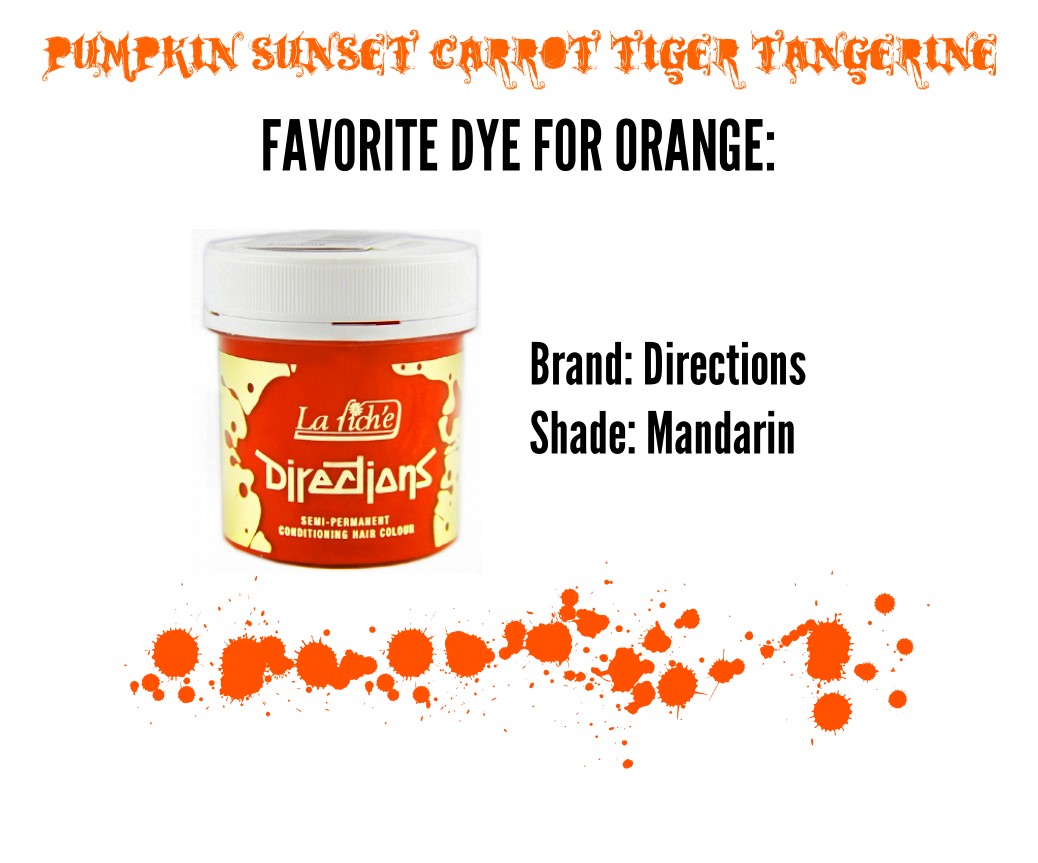 PUMPKIN SUNSET CARROT TIGER TANGERINE
FAVORITE DYE FOR ORANGE:
La riché
Directions
SEMI-PERMANENT
CONDITIONING HAIR COLOUR
Brand: Directions
Shade: Mandarin